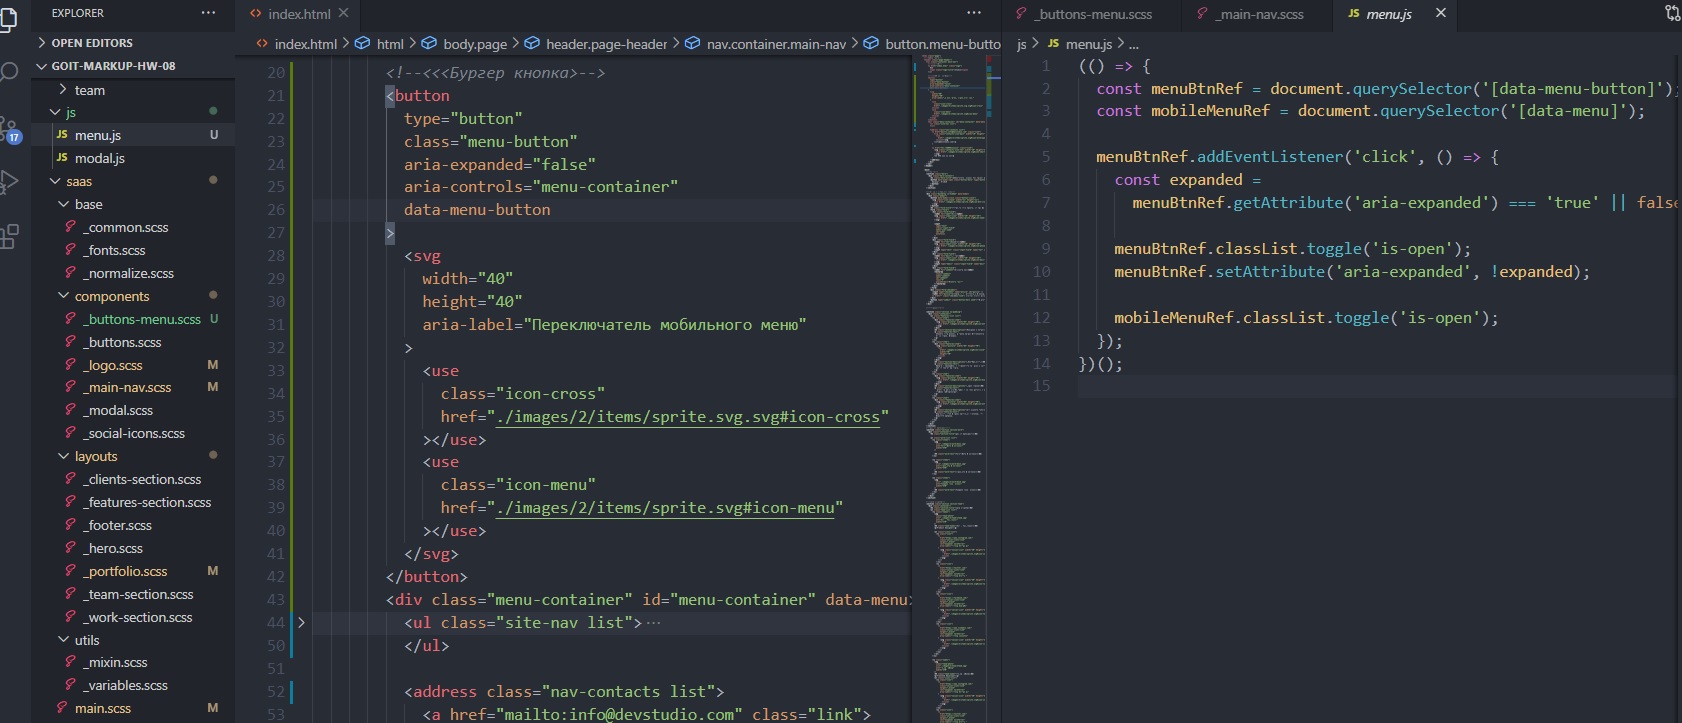 EXPLORER
···
OPEN EDITORS
GOIT-MARKUP-HW-08
team
js
JS menu.js U
JS modal.js
saas
base
_common.scss
_fonts.scss
_normalize.scss
components
_buttons-menu.scss U
_buttons.scss
_logo.scss M
_main-nav.scss M
_modal.scss
_social-icons.scss
layouts
_clients-section.scss
_features-section.scss
_footer.scss
_hero.scss
_portfolio.scss M
_team-section.scss
_work-section.scss
utils
_mixin.scss
_variables.scss
main.scss M
17
index.html
···
index.html > html > body.page > header.page-header > nav.container.main-nav > button.menu-butto
20 <!--<<<Бургер кнопка>-->
21 <button
22 type="button"
23 class="menu-button"
24 aria-expanded="false"
25 aria-controls="menu-container"
26 data-menu-button
27 >
28 <svg
29 width="40"
30 height="40"
31 aria-label="Переключатель мобильного меню"
32 >
33 <use
34 class="icon-cross"
35 href="./images/2/items/sprite.svg.svg#icon-cross"
36 ></use>
37 <use
38 class="icon-menu"
39 href="./images/2/items/sprite.svg#icon-menu"
40 ></use>
41 </svg>
42 </button>
43 <div class="menu-container" id="menu-container" data-menu>
44 <ul class="site-nav list">···
50 </ul>
51
52 <address class="nav-contacts list">
53 <a href="mailto:info@devstudio.com" class="link">
_buttons-menu.scss
_main-nav.scss
JS menu.js
js > JS menu.js > ...
1 (() => {
2 const menuBtnRef = document.querySelector('[data-menu-button]');
3 const mobileMenuRef = document.querySelector('[data-menu]');
4
5 menuBtnRef.addEventListener('click', () => {
6 const expanded =
7 menuBtnRef.getAttribute('aria-expanded') === 'true' || false
8
9 menuBtnRef.classList.toggle('is-open');
10 menuBtnRef.setAttribute('aria-expanded', !expanded);
11
12 mobileMenuRef.classList.toggle('is-open');
13 });
14 })();
15